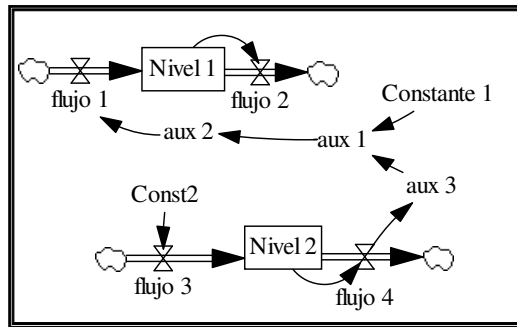 Nivel 1
flujo 1
flujo 2
Constante 1
aux 2
aux 1
aux 3
Const2
Nivel 2
flujo 3
flujo 4